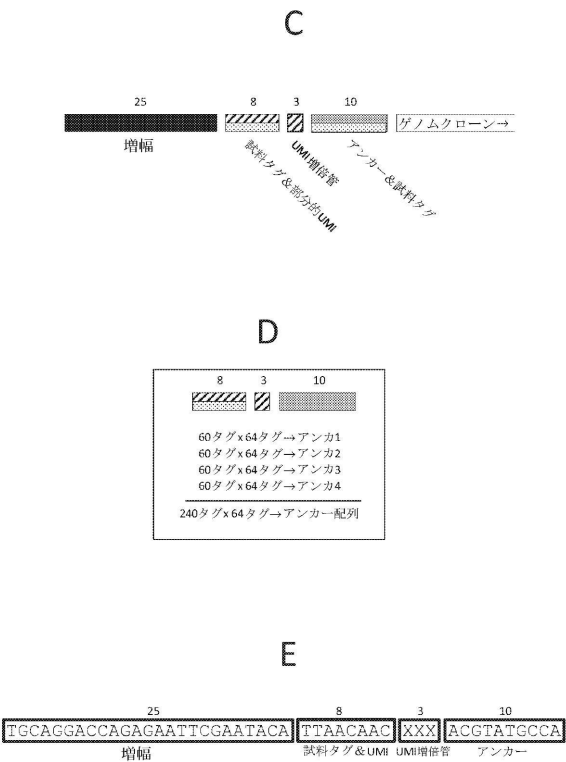 C
25 8 3 10
ゲノムクローン→
増幅
試料タグ＆部分的UMI
UMI増倍管
アンカー＆試料タグ
D
8 3 10
60タグx 64タグ→アンカ1
60タグx 64タグ→アンカ2
60タグx 64タグ→アンカ3
60タグx 64タグ→アンカ4
240タグx 64タグ→アンカー配列
E
25 8 3 10
TGCAGGACCAGAGAATTCGAATACA TTAACAAC XXX ACGTATGCCA
増幅 試料タグ＆UMI UMI増倍管 アンカー